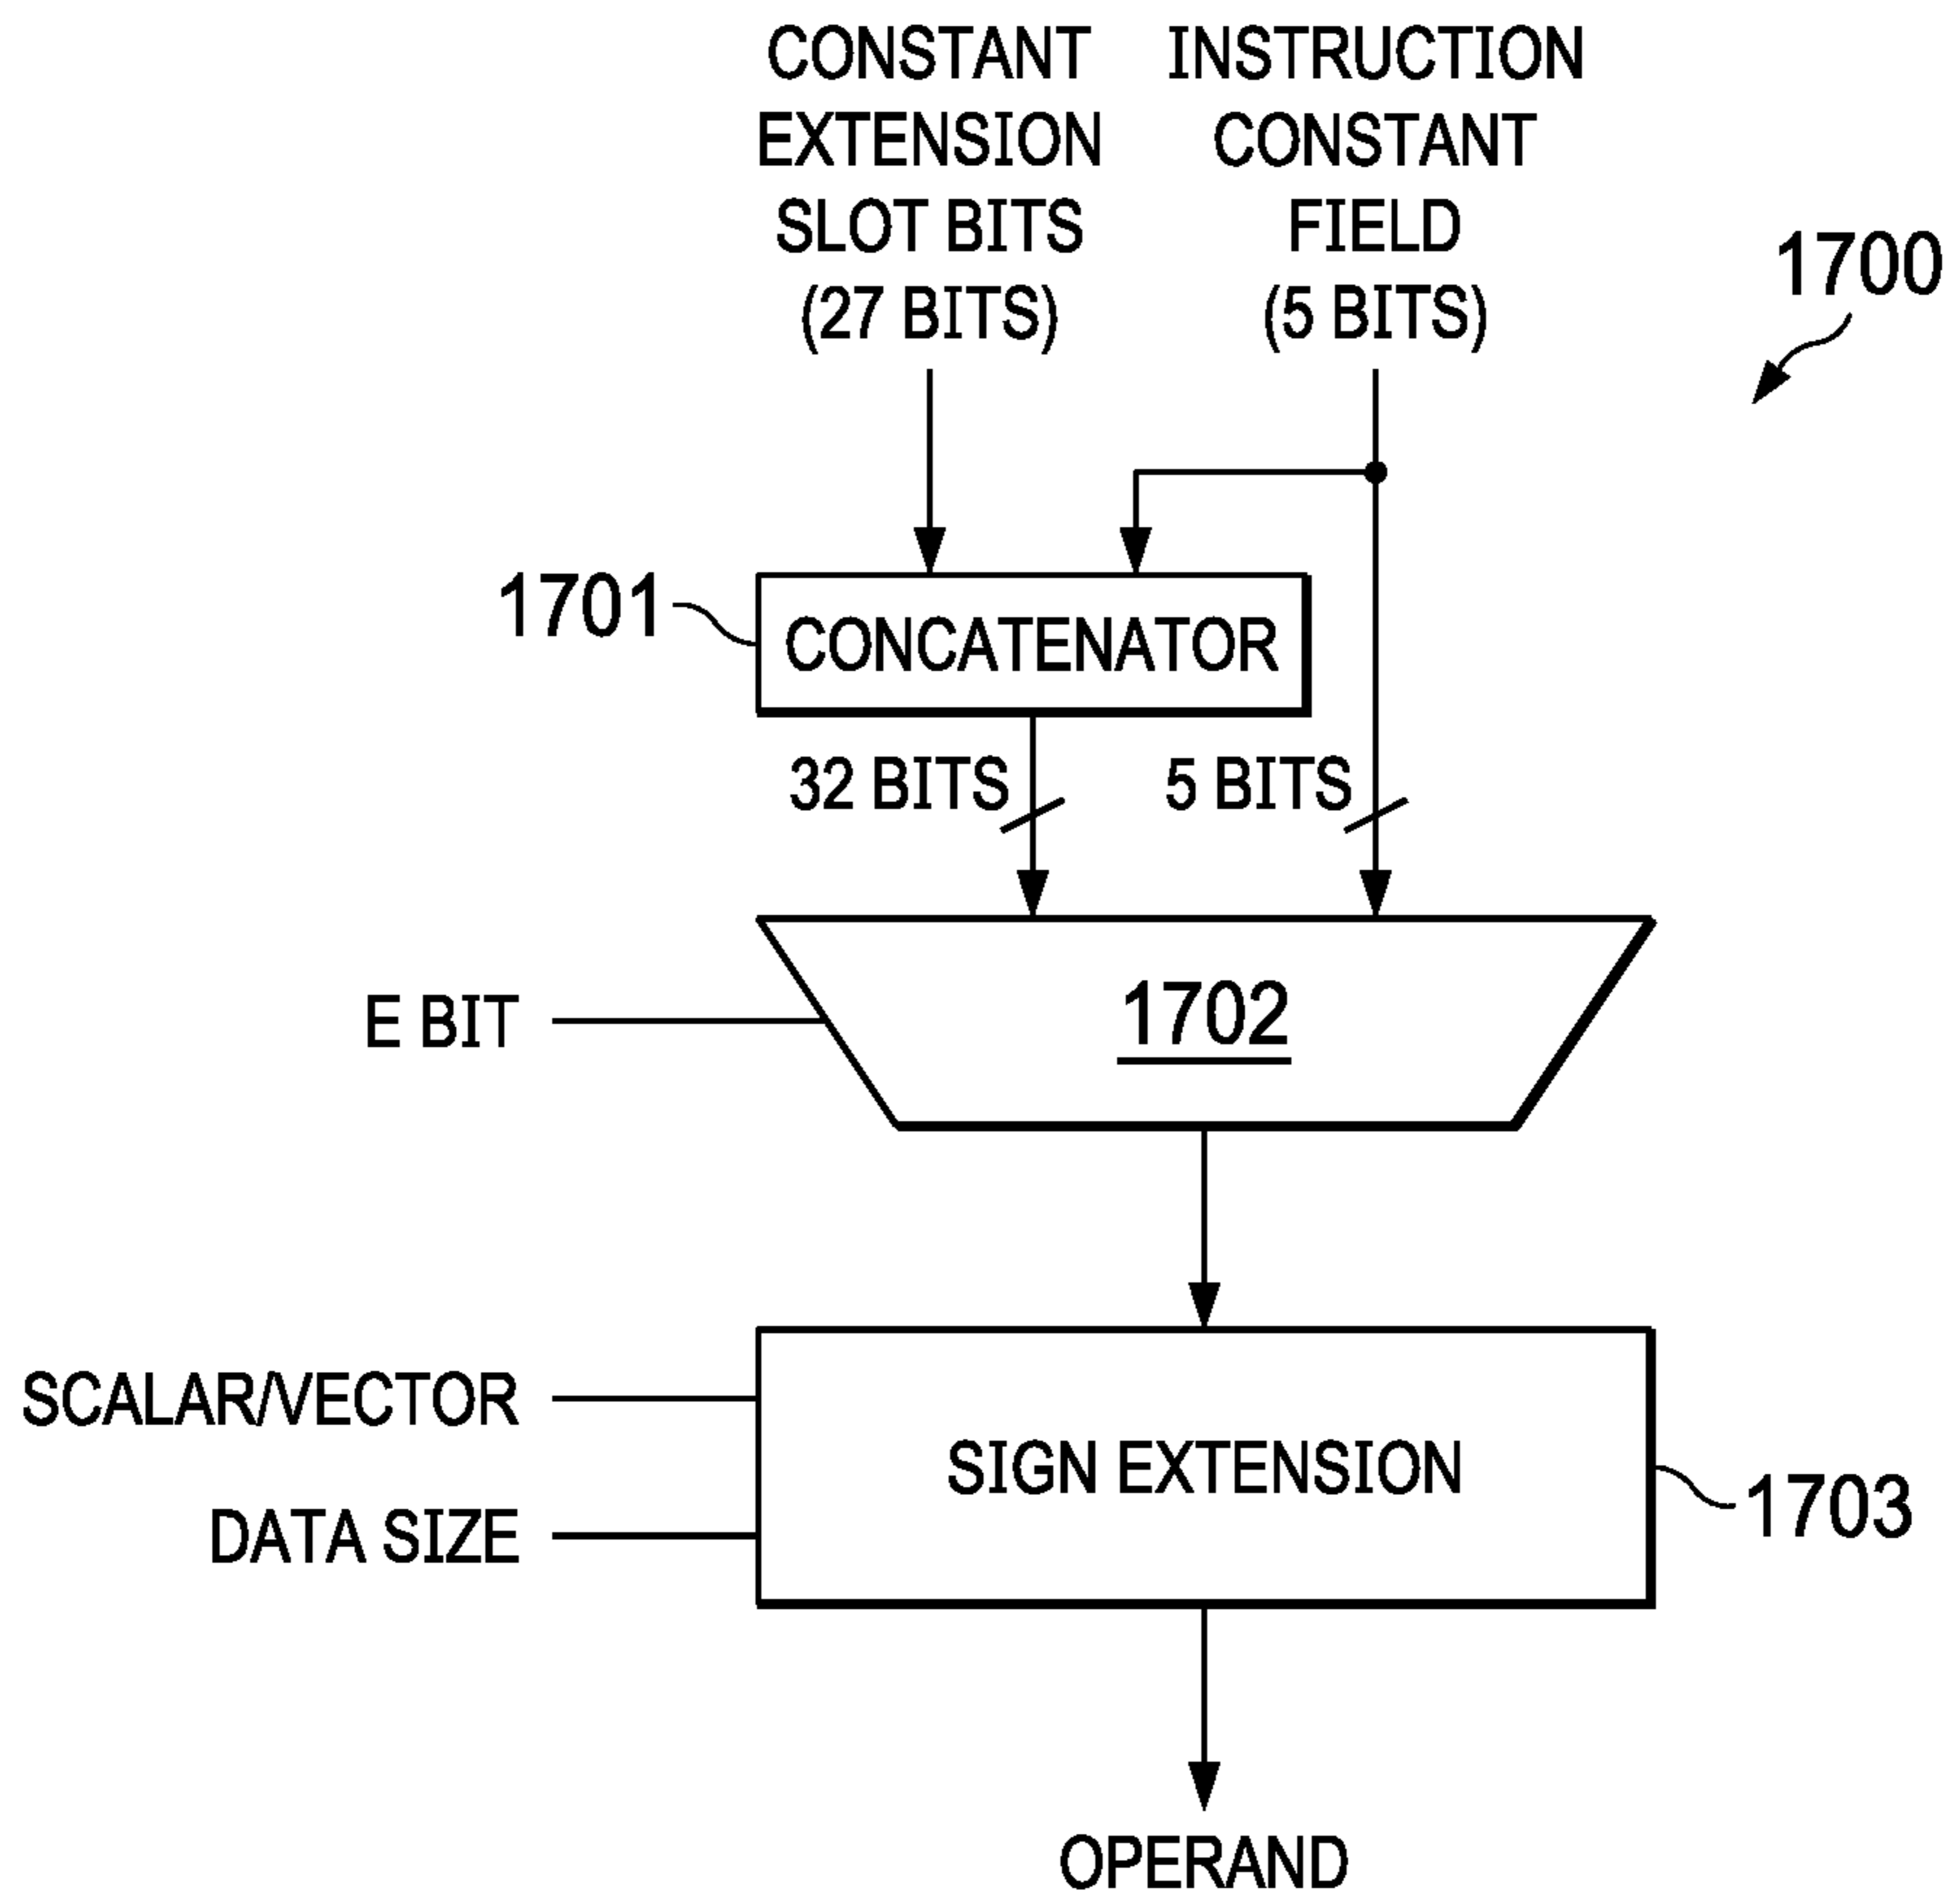 CONSTANT
EXTENSION
SLOT BITS
(27 BITS)
INSTRUCTION
CONSTANT
FIELD
(5 BITS)
1700
1701
CONCATENATOR
32 BITS
5 BITS
E BIT
1702
SCALAR/VECTOR
DATA SIZE
SIGN EXTENSION
1703
OPERAND